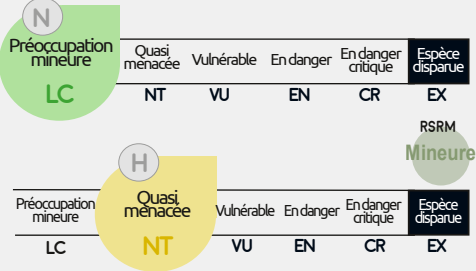 N
Préoccupation mineure
Quasi menacée
Vulnérable
En danger
En danger critique
Espèce disparue
LC NT VU EN CR EX
RSRM
Mineure
H
Préoccupation mineure
Quasi menacée
Vulnérable
En danger
En danger critique
Espèce disparue
LC NT VU EN CR EX